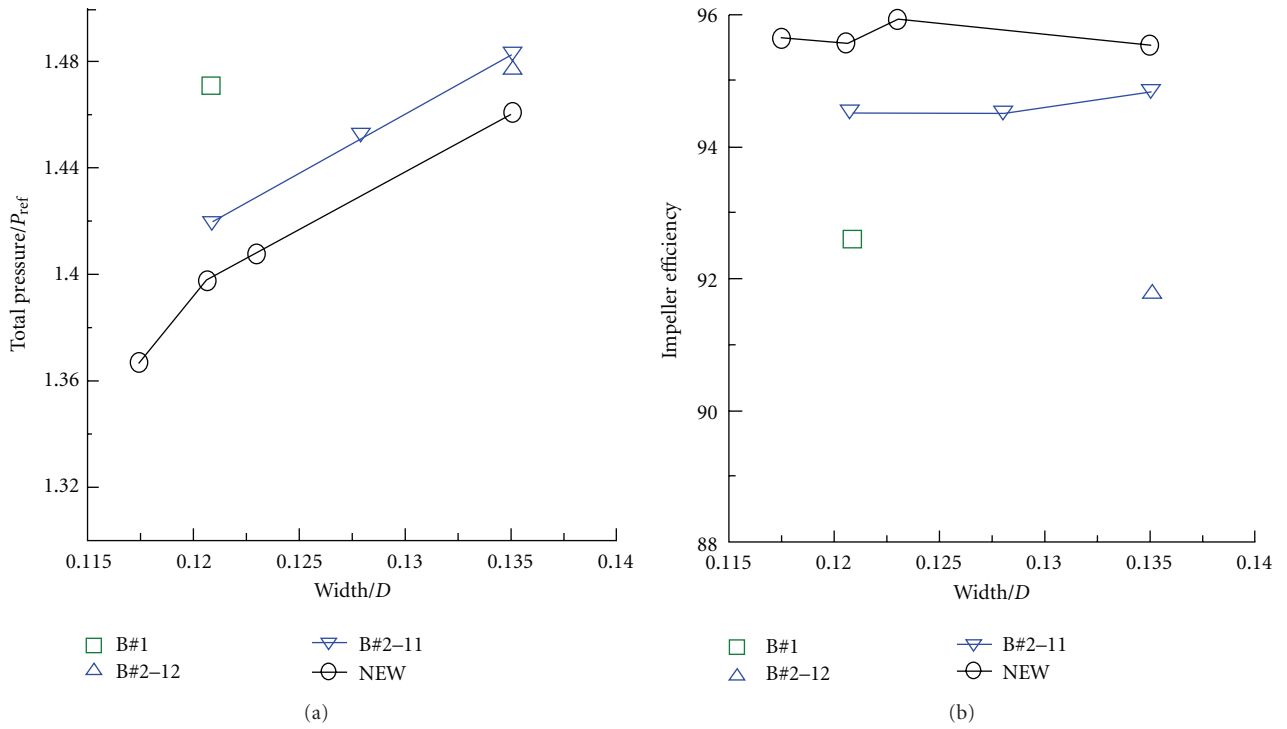 Total pressure/P_ref
1.48
1.44
1.4
1.36
1.32
0.115 0.12 0.125 0.13 0.135 0.14
Width/D
B#1
B#2–12
B#2–11
NEW
(a)
Impeller efficiency
96
94
92
90
88
0.115 0.12 0.125 0.13 0.135 0.14
Width/D
B#1
B#2–12
B#2–11
NEW
(b)